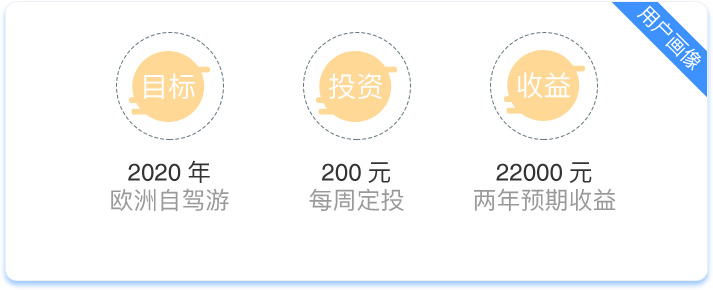 用户画像
目标
投资
收益
2020 年
200 元
22000 元
欧洲自驾游
每周定投
两年预期收益